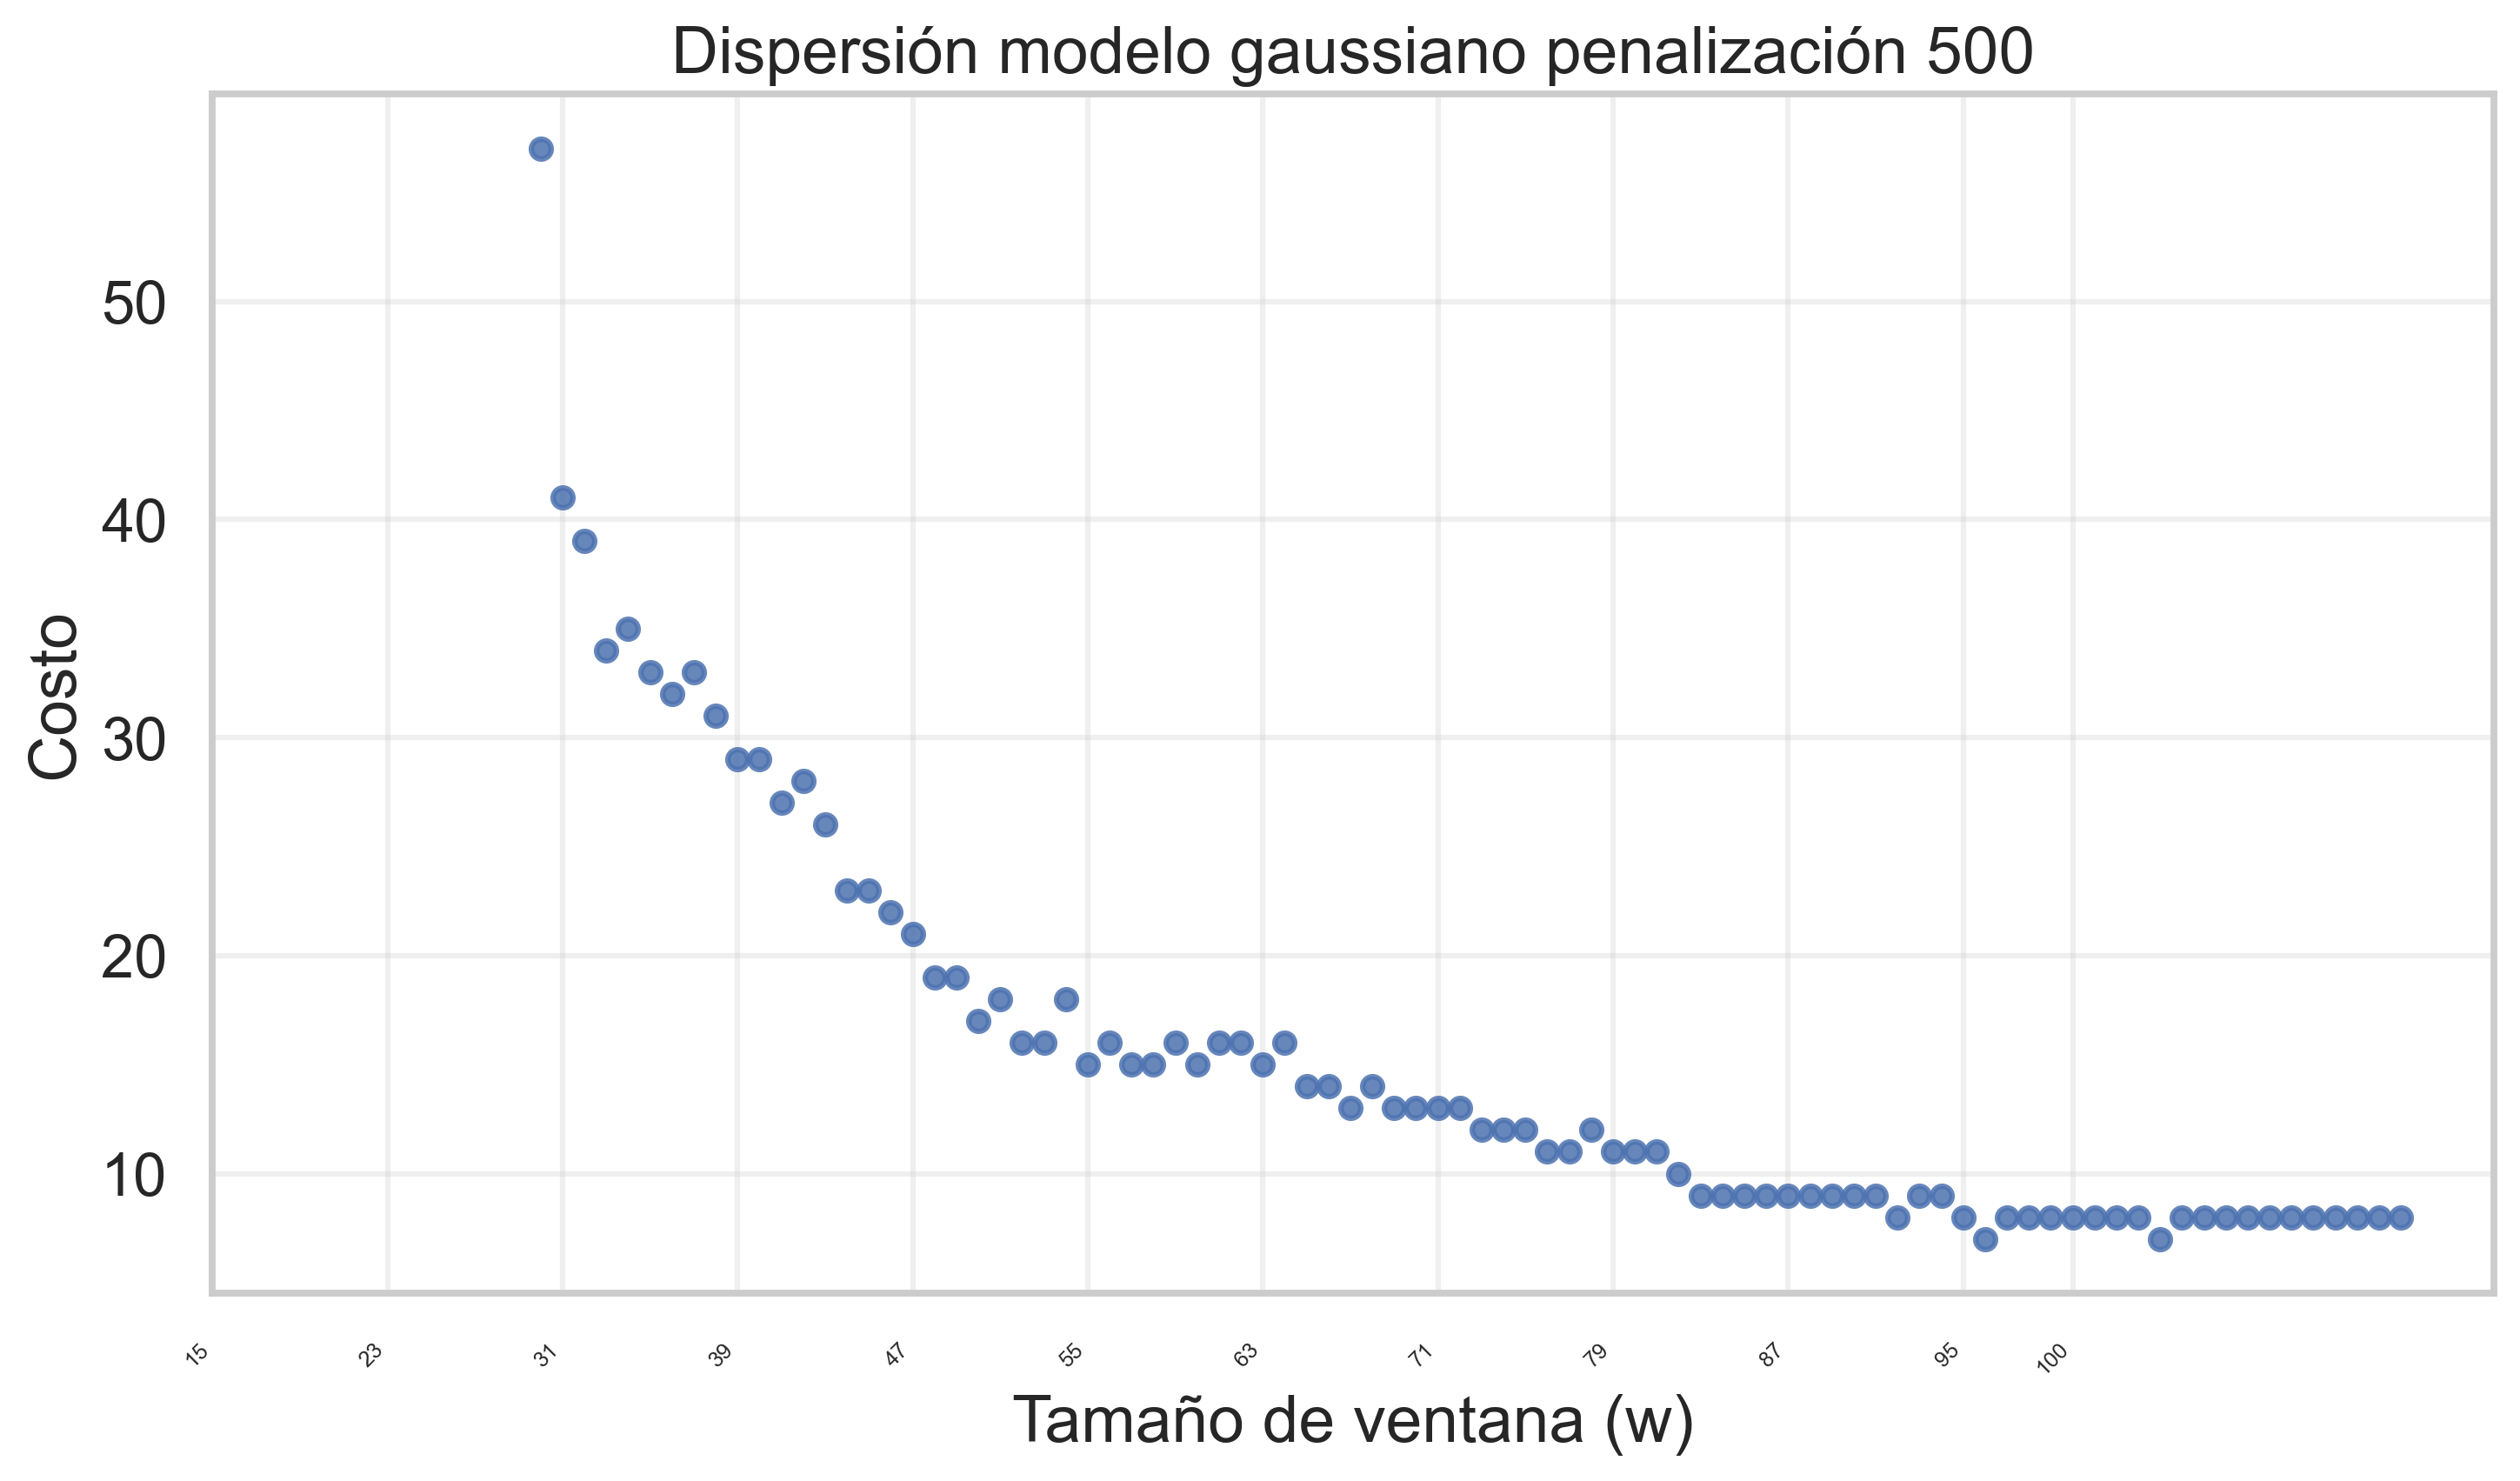 Dispersión modelo gaussiano penalización 500
Costo
50
40
30
20
10
15 23 31 39 47 55 63 71 79 87 95 100
Tamaño de ventana (w)